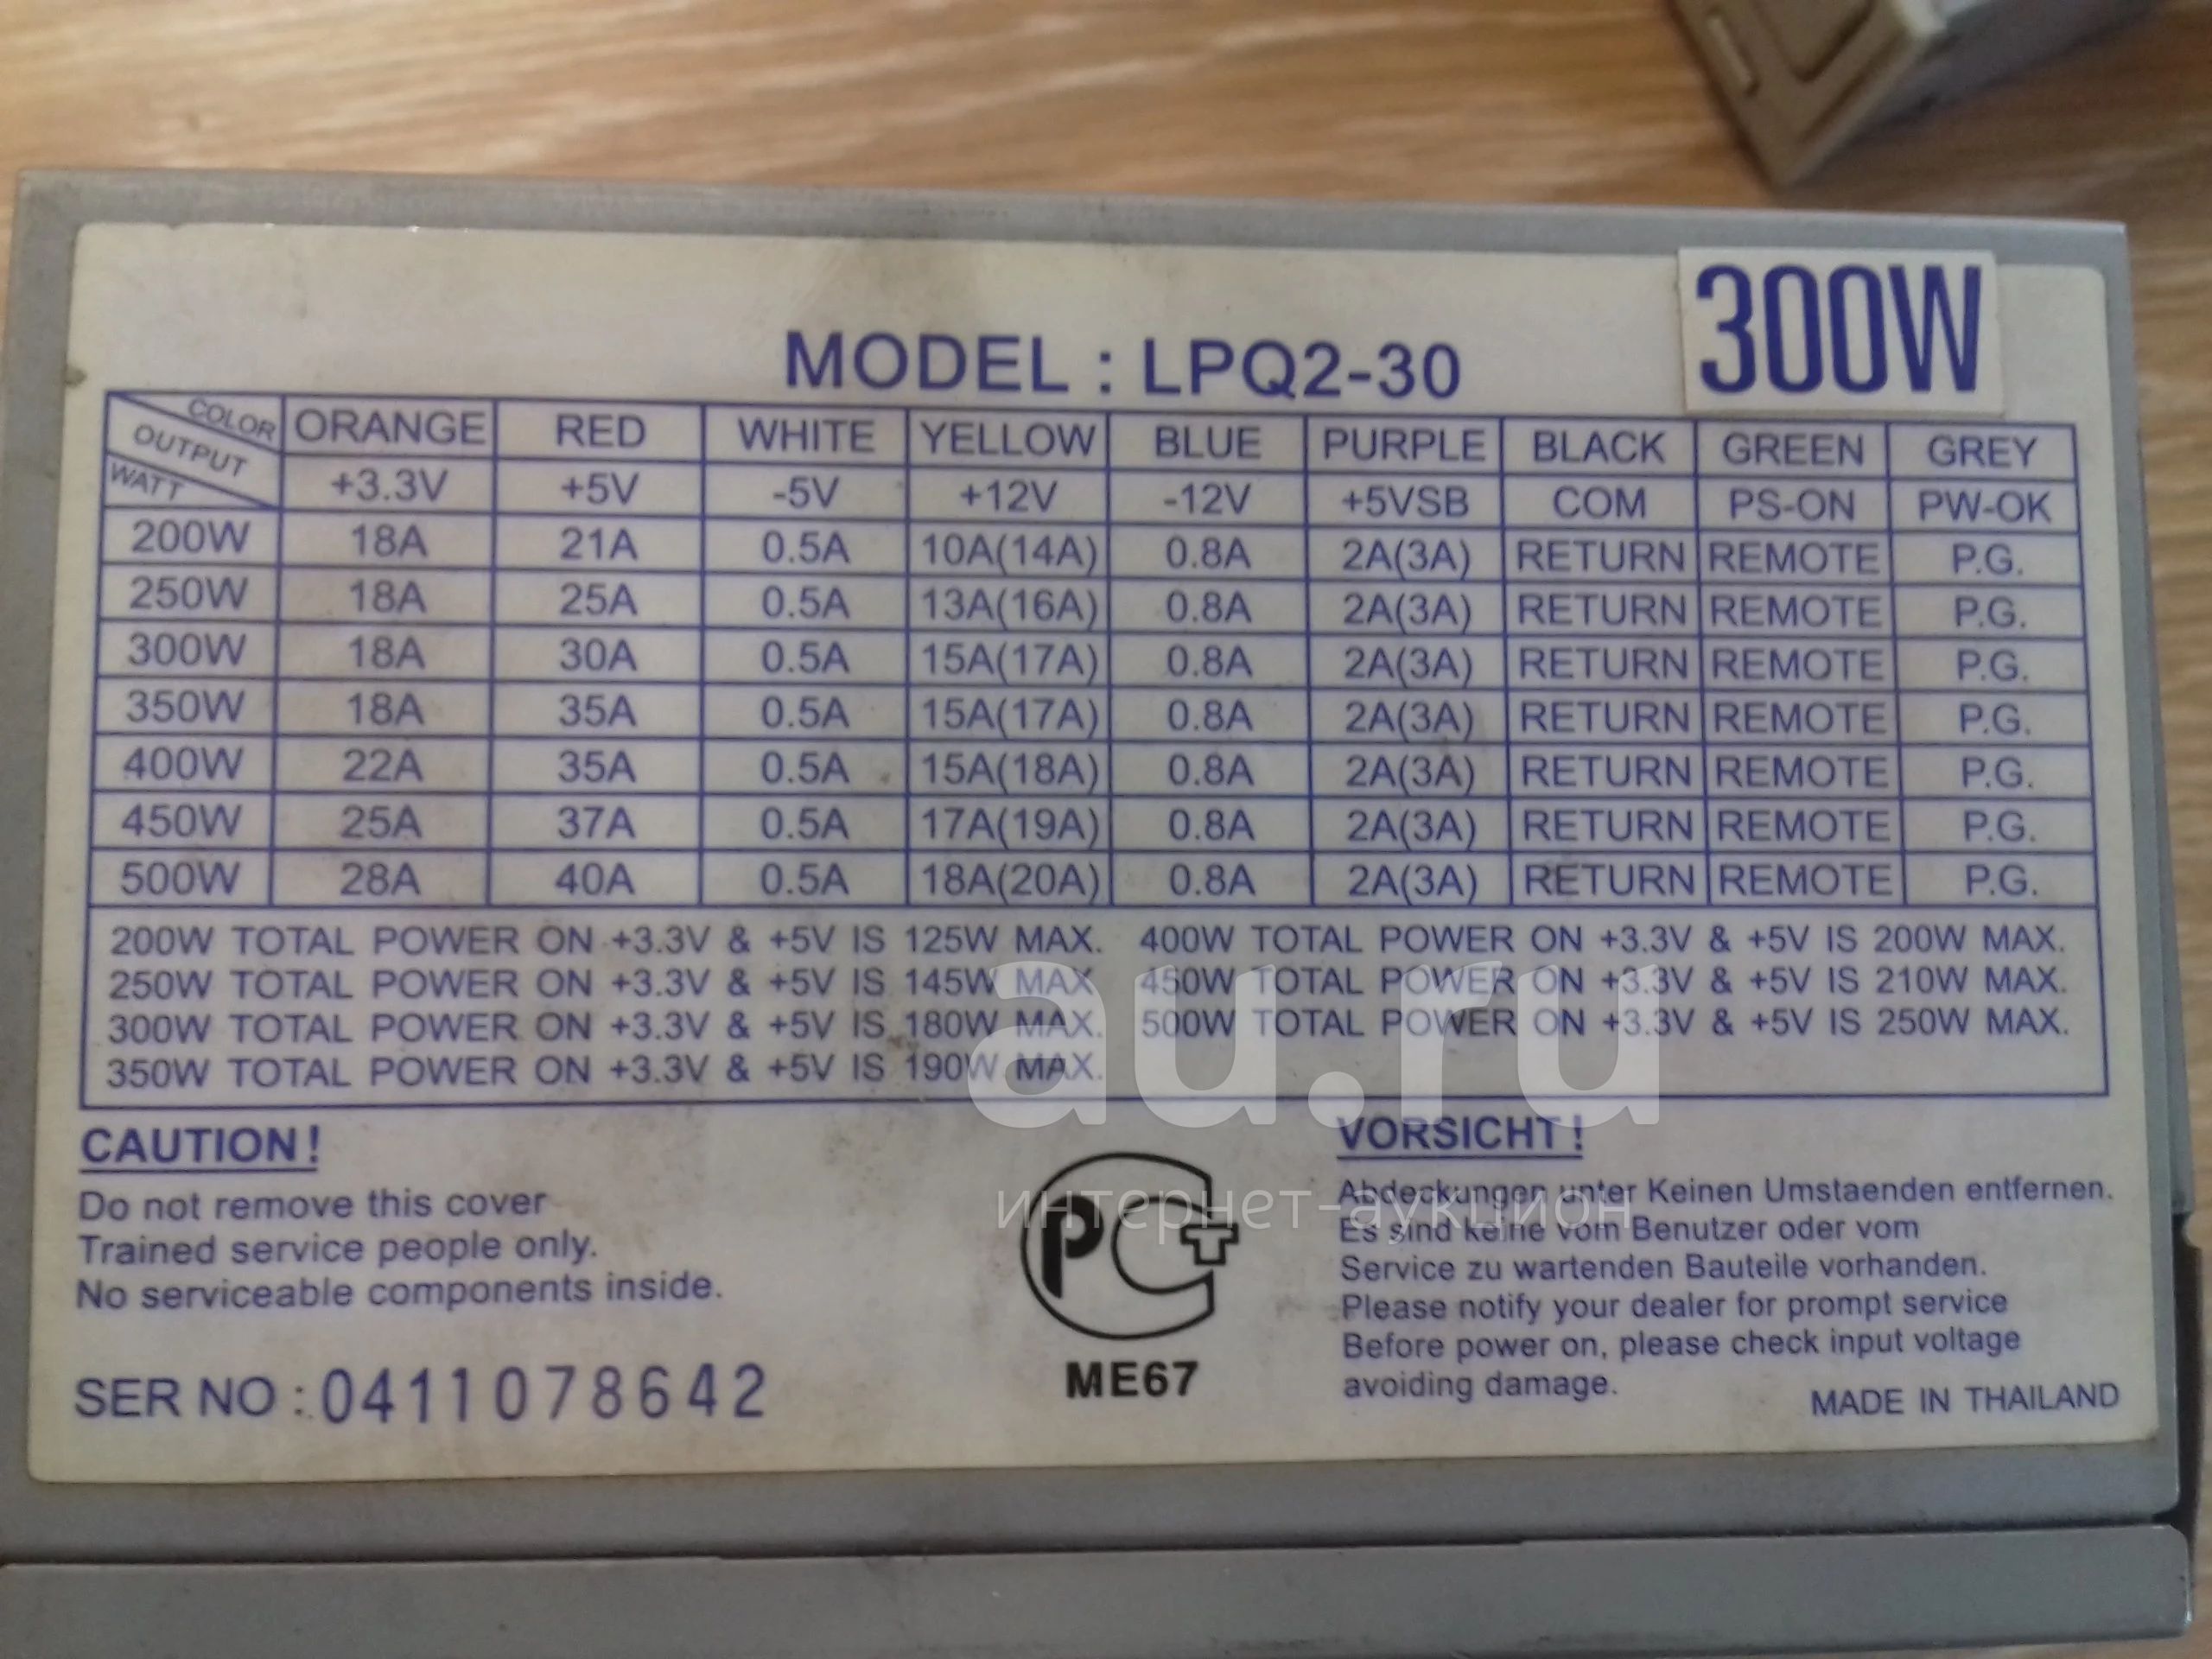 300W
MODEL : LPQ2-30
COLOR OUTPUT WATT ORANGE RED WHITE YELLOW BLUE PURPLE BLACK GREEN GREY
+3.3V +5V -5V +12V -12V +5VSB COM PS-ON PW-OK
200W 18A 21A 0.5A 10A(14A) 0.8A 2A(3A) RETURN REMOTE P.G.
250W 18A 25A 0.5A 13A(16A) 0.8A 2A(3A) RETURN REMOTE P.G.
300W 18A 30A 0.5A 15A(17A) 0.8A 2A(3A) RETURN REMOTE P.G.
350W 18A 35A 0.5A 15A(17A) 0.8A 2A(3A) RETURN REMOTE P.G.
400W 22A 35A 0.5A 15A(18A) 0.8A 2A(3A) RETURN REMOTE P.G.
450W 25A 37A 0.5A 17A(19A) 0.8A 2A(3A) RETURN REMOTE P.G.
500W 28A 40A 0.5A 18A(20A) 0.8A 2A(3A) RETURN REMOTE P.G.
200W TOTAL POWER ON +3.3V & +5V IS 125W MAX. 400W TOTAL POWER ON +3.3V & +5V IS 200W MAX.
250W TOTAL POWER ON +3.3V & +5V IS 145W MAX 450W TOTAL POWER ON +3.3V & +5V IS 210W MAX.
300W TOTAL POWER ON +3.3V & +5V IS 180W MAX. 500W TOTAL POWER ON +3.3V & +5V IS 250W MAX.
350W TOTAL POWER ON +3.3V & +5V IS 190W MAX.
au.ru
интернет-аукцион
CAUTION!
Do not remove this cover
Trained service people only.
No serviceable components inside.
SER NO : 0411078642
РСТ
ME67
VORSICHT!
Abdeckungen unter Keinen Umstaenden entfernen.
Es sind keine vom Benutzer oder vom
Service zu wartenden Bauteile vorhanden.
Please notify your dealer for prompt service
Before power on, please check input voltage
avoiding damage.
MADE IN THAILAND